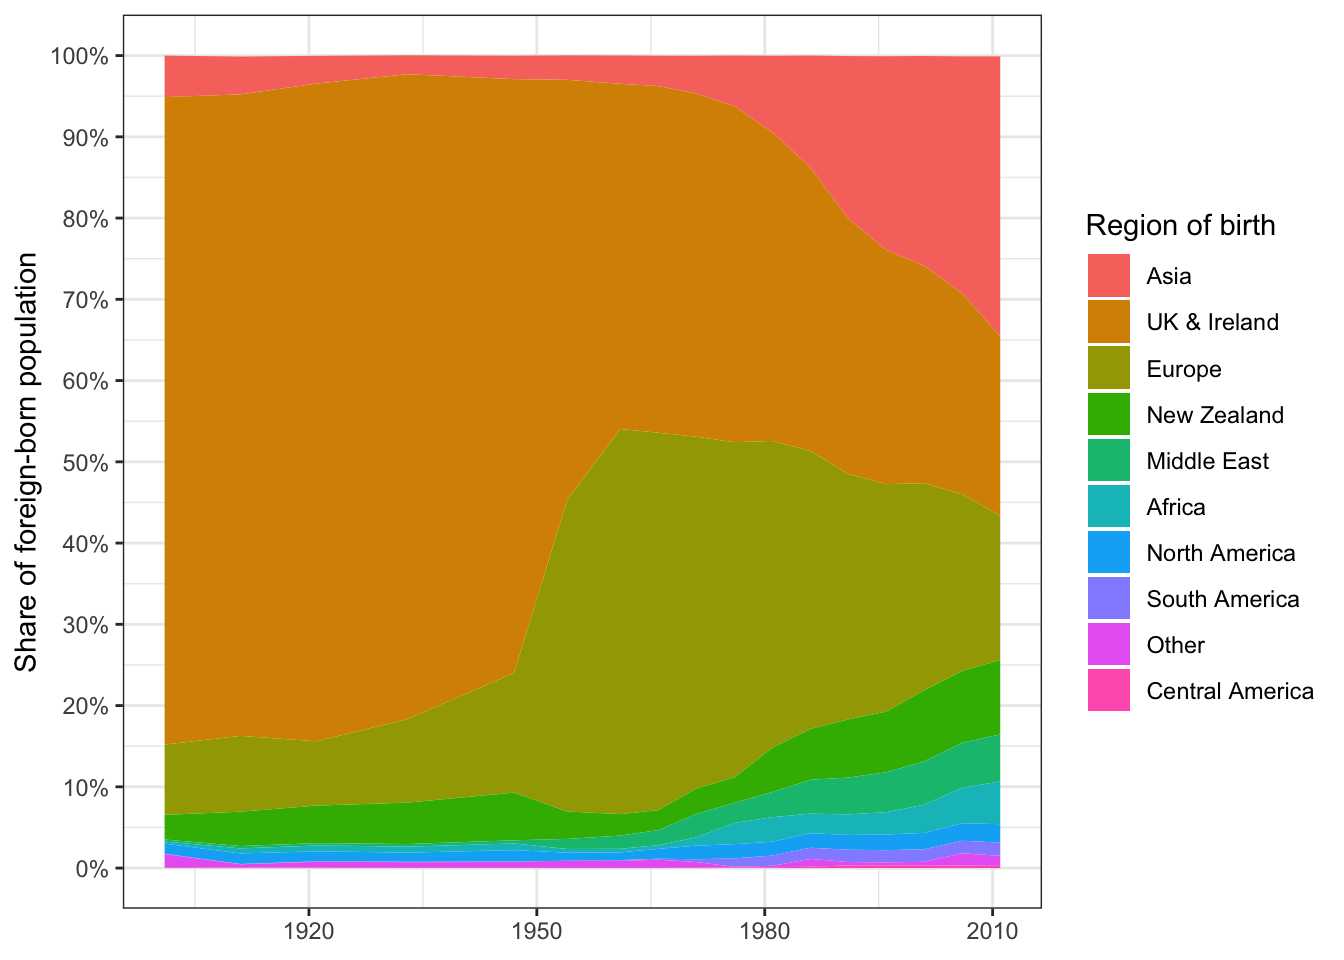 Share of foreign-born population
100%
90%
80%
70%
60%
50%
40%
30%
20%
10%
0%
1920
1950
1980
2010
Region of birth
Asia
UK & Ireland
Europe
New Zealand
Middle East
Africa
North America
South America
Other
Central America